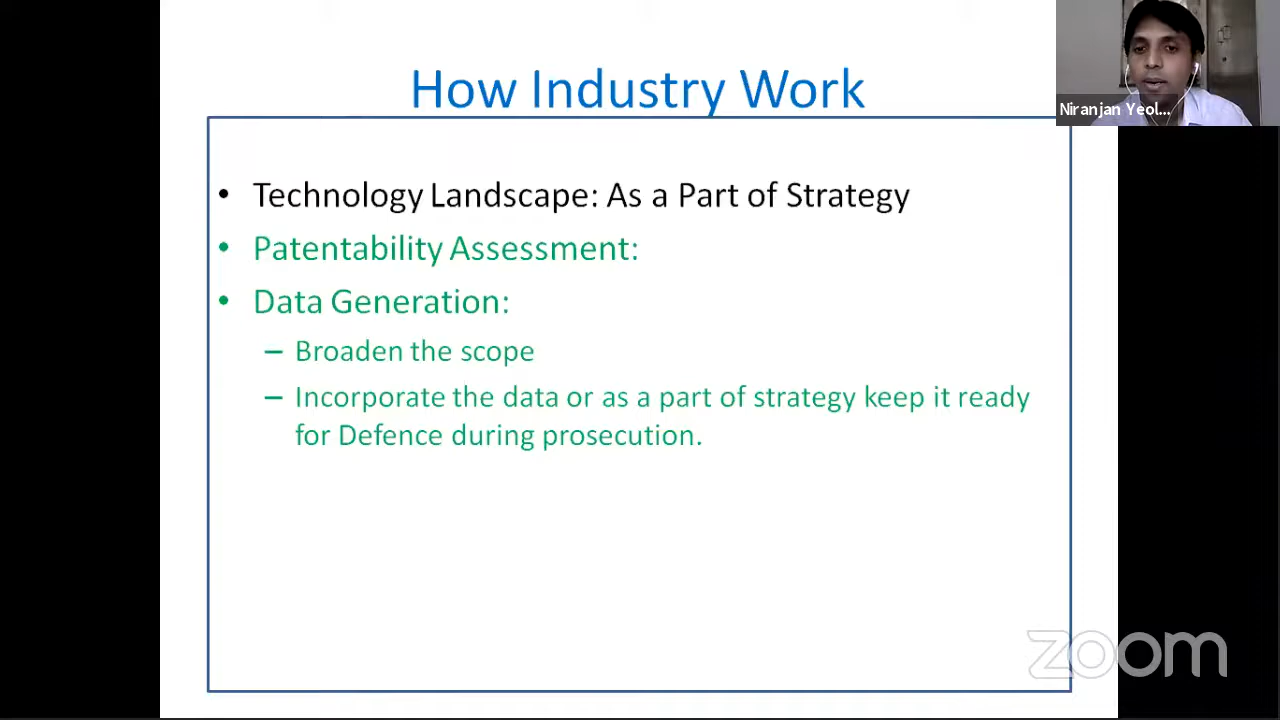 How Industry Work
Niranjan Yeol...
• Technology Landscape: As a Part of Strategy
• Patentability Assessment:
• Data Generation:
– Broaden the scope
– Incorporate the data or as a part of strategy keep it ready
for Defence during prosecution.
zoom